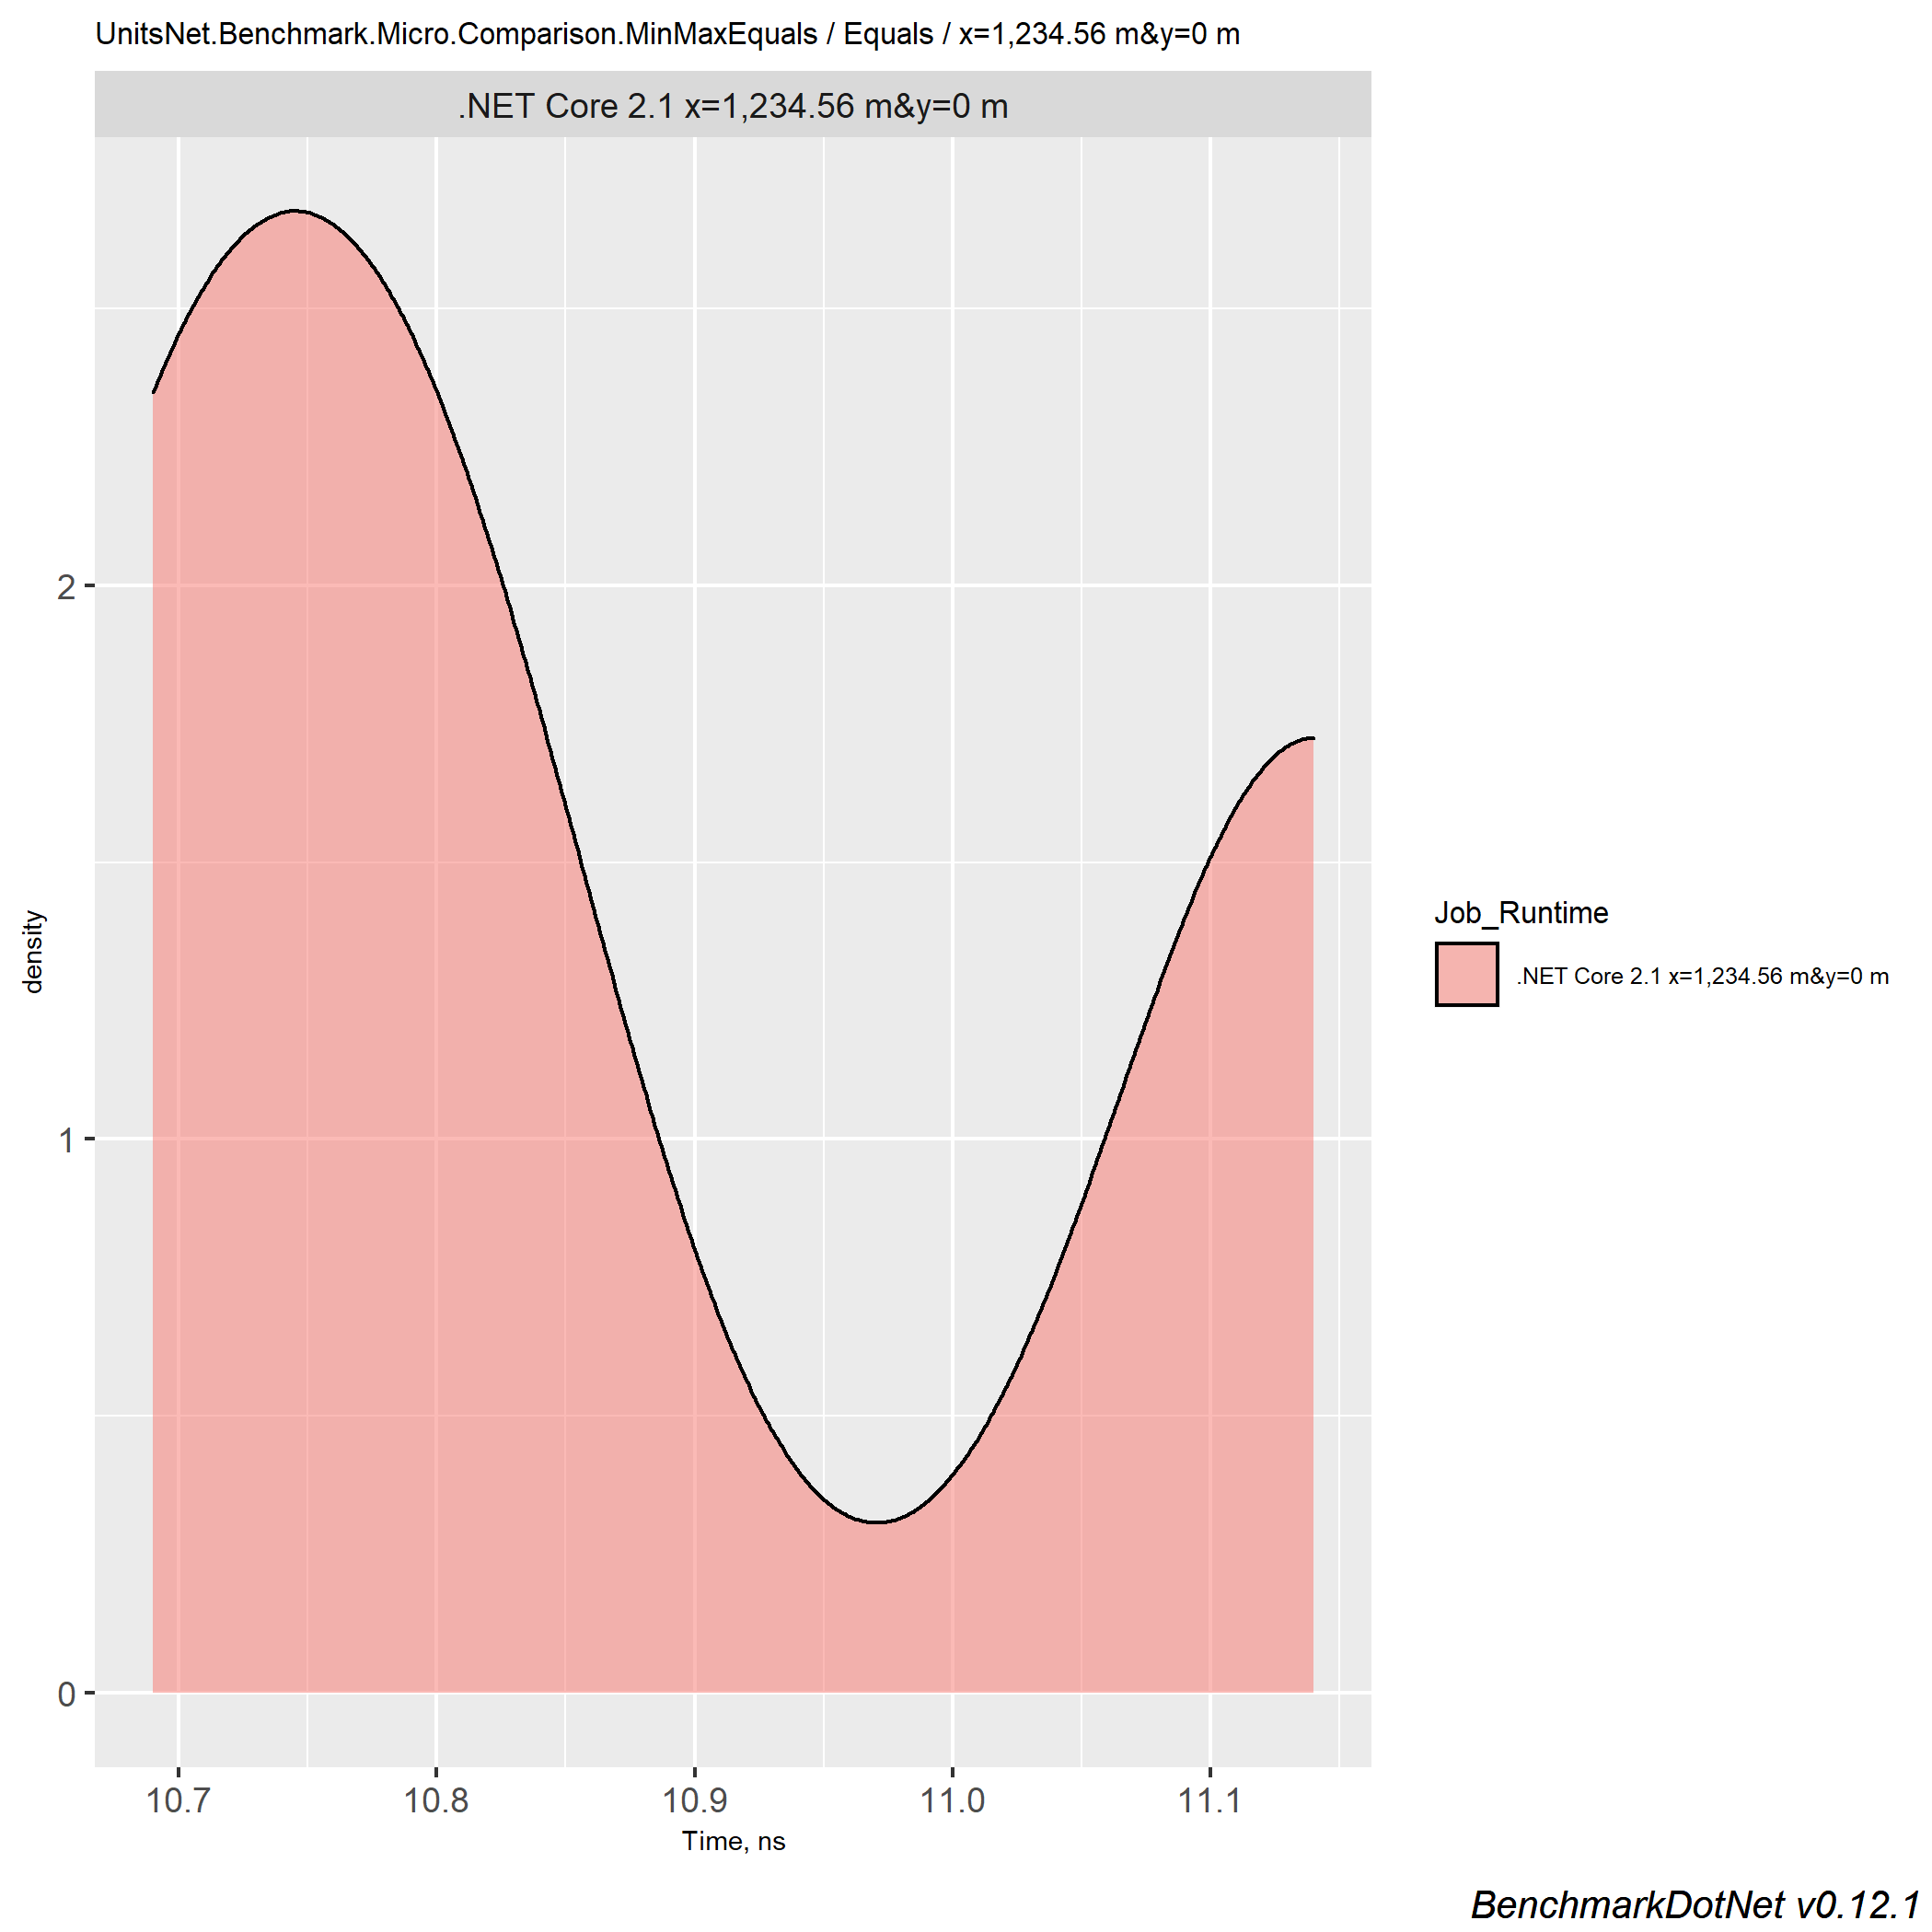 UnitsNet.Benchmark.Micro.Comparison.MinMaxEquals / Equals / x=1,234.56 m&y=0 m
.NET Core 2.1 x=1,234.56 m&y=0 m
2
1
0
density
10.7 10.8 10.9 11.0 11.1
Time, ns
Job_Runtime
.NET Core 2.1 x=1,234.56 m&y=0 m
BenchmarkDotNet v0.12.1